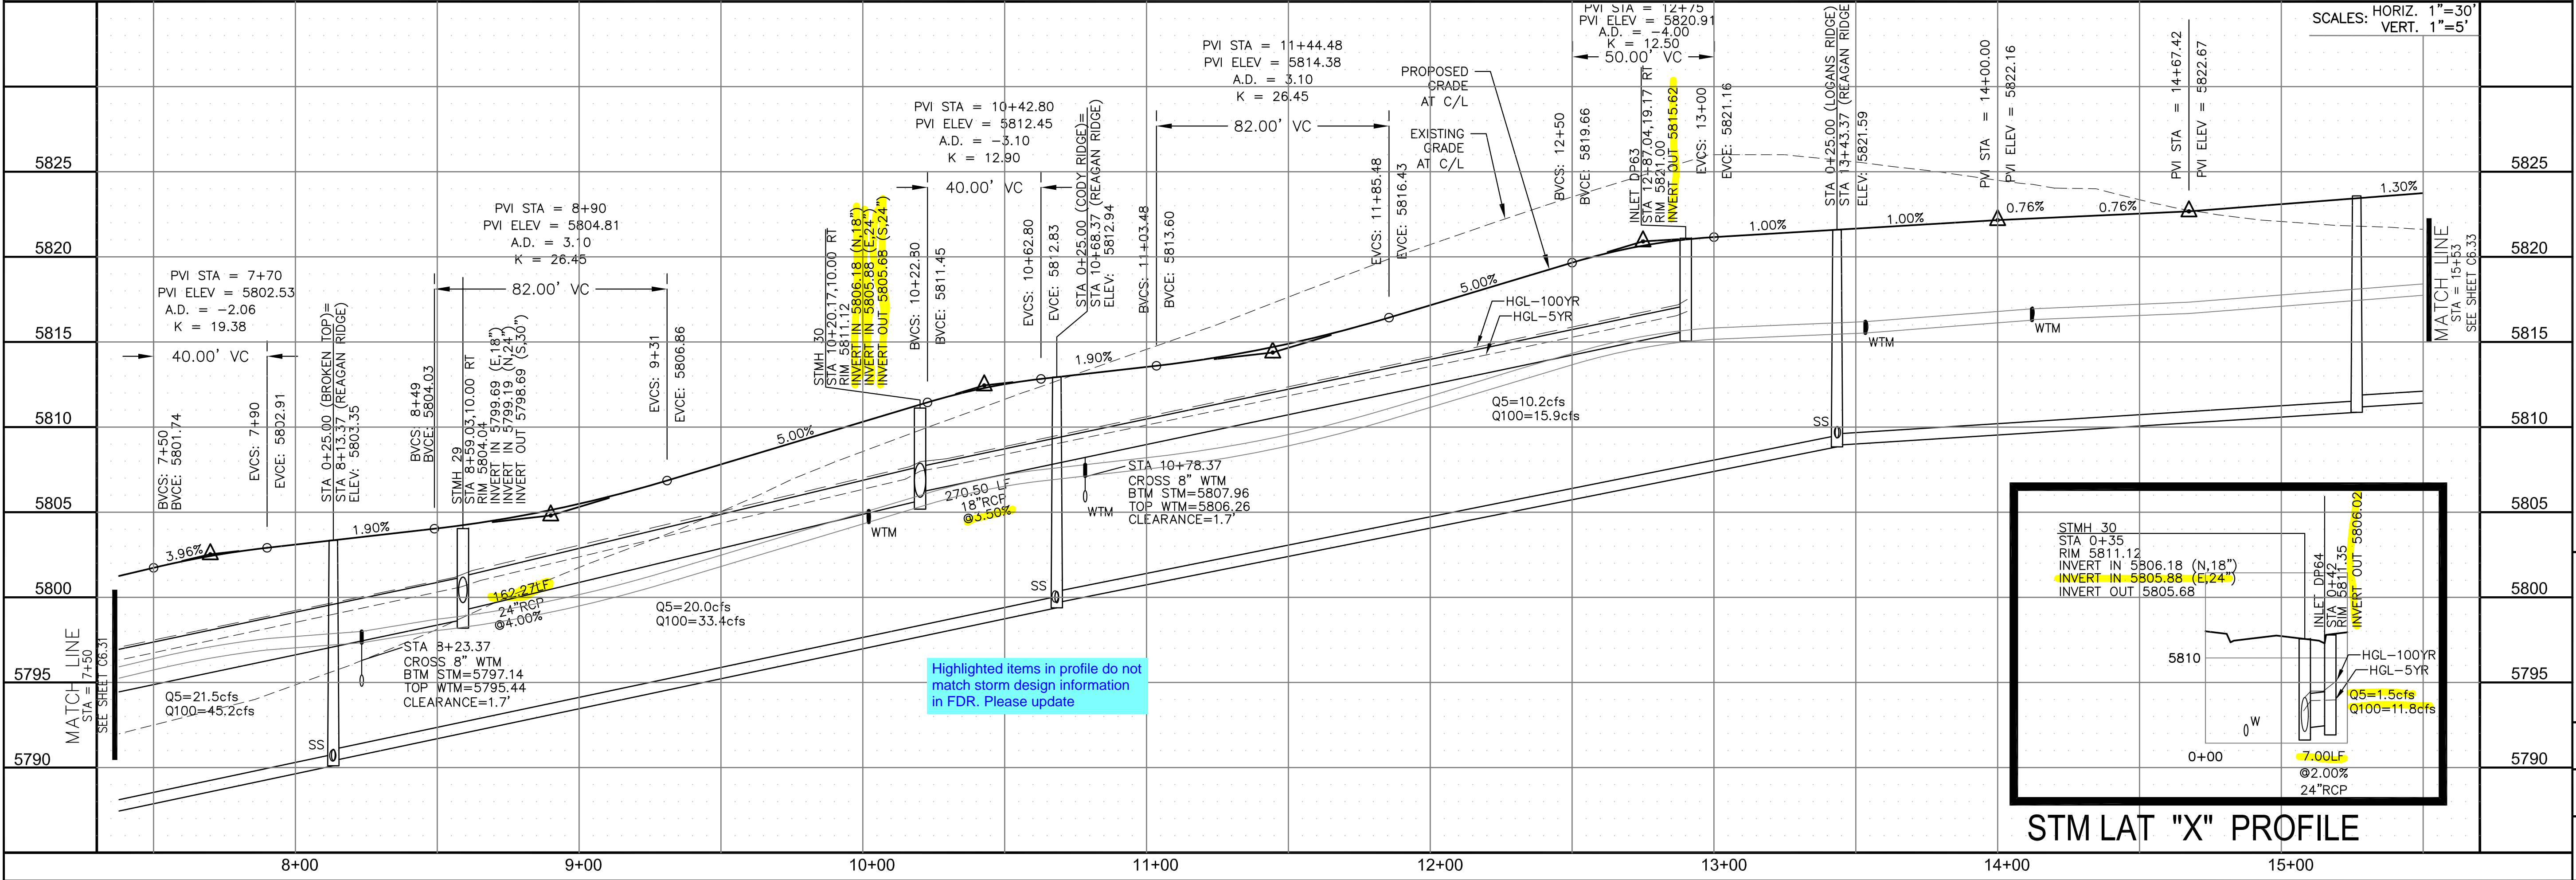 SCALES: HORIZ. 1"=30'
VERT. 1"=5'
PVI STA = 7+70
PVI ELEV = 5802.53
A.D. = -2.06
K = 19.38
40.00' VC
BVCS: 7+50
BVCE: 5801.74
EVCS: 7+90
EVCE: 5802.91
STA 0+25.00 (BROKEN TOP)=
STA 8+13.37 (REAGAN RIDGE)
ELEV: 5803.35
PVI STA = 8+90
PVI ELEV = 5804.81
A.D. = 3.10
K = 26.45
82.00' VC
BVCS: 8+49
BVCE: 5804.03
STMH 29
STA 8+59.03,10.00 RT
RIM 5804.04
INVERT IN 5799.69 (E,18")
INVERT IN 5799.19 (N,24")
INVERT OUT 5798.69 (S,30")
EVCS: 9+31
EVCE: 5806.86
STMH 30
STA 10+20.17,10.00 RT
RIM 5811.12
INVERT IN 5806.18 (N,18")
INVERT IN 5805.88 (E,24")
INVERT OUT 5805.68 (S,24")
PVI STA = 10+42.80
PVI ELEV = 5812.45
A.D. = -3.10
K = 12.90
40.00' VC
BVCS: 10+22.80
BVCE: 5811.45
EVCS: 10+62.80
EVCE: 5812.83
STA 0+25.00 (CODY RIDGE)=
STA 10+68.37 (REAGAN RIDGE)
ELEV: 5812.94
PVI STA = 11+44.48
PVI ELEV = 5814.38
A.D. = 3.10
K = 26.45
82.00' VC
BVCS: 11+03.48
BVCE: 5813.60
EVCS: 11+85.48
EVCE: 5816.43
PROPOSED
GRADE
AT C/L
EXISTING
GRADE
AT C/L
PVI STA = 12+75
PVI ELEV = 5820.91
A.D. = -4.00
K = 12.50
50.00' VC
BVCS: 12+50
BVCE: 5819.66
INLET DP63
STA 12+87.04,19.17 RT
RIM 5821.00
INVERT OUT 5815.62
EVCS: 13+00
EVCE: 5821.16
STA 0+25.00 (LOGANS RIDGE)
STA 13+43.37 (REAGAN RIDGE
ELEV: 5821.59
PVI STA = 14+00.00
PVI ELEV = 5822.16
PVI STA = 14+67.42
PVI ELEV = 5822.67
5825
5820
5815
5810
5805
5800
5795
5790
5825
5820
5815
5810
5805
5800
5795
5790
3.96%
1.90%
5.00%
1.90%
5.00%
1.00%
1.00%
0.76%
0.76%
1.30%
HGL-100YR
HGL-5YR
WTM
WTM
WTM
WTM
SS
SS
SS
MATCH LINE
STA = 7+50
SEE SHEET C6.31
MATCH LINE
STA = 15+53
SEE SHEET C6.33
Q5=21.5cfs
Q100=45.2cfs
STA 8+23.37
CROSS 8" WTM
BTM STM=5797.14
TOP WTM=5795.44
CLEARANCE=1.7'
162.27LF
24"RCP
@4.00%
Q5=20.0cfs
Q100=33.4cfs
270.50 LF
18"RCP
@3.50%
STA 10+78.37
CROSS 8" WTM
BTM STM=5807.96
TOP WTM=5806.26
CLEARANCE=1.7'
Q5=10.2cfs
Q100=15.9cfs
Highlighted items in profile do not
match storm design information
in FDR. Please update
STMH 30
STA 0+35
RIM 5811.12
INVERT IN 5806.18 (N,18")
INVERT IN 5805.88 (E,24")
INVERT OUT 5805.68
INLET DP64
STA 0+42
RIM 5811.35
INVERT OUT 5806.02
5810
HGL-100YR
HGL-5YR
Q5=1.5cfs
Q100=11.8cfs
W
0+00
7.00LF
@2.00%
24"RCP
STM LAT "X" PROFILE
8+00
9+00
10+00
11+00
12+00
13+00
14+00
15+00